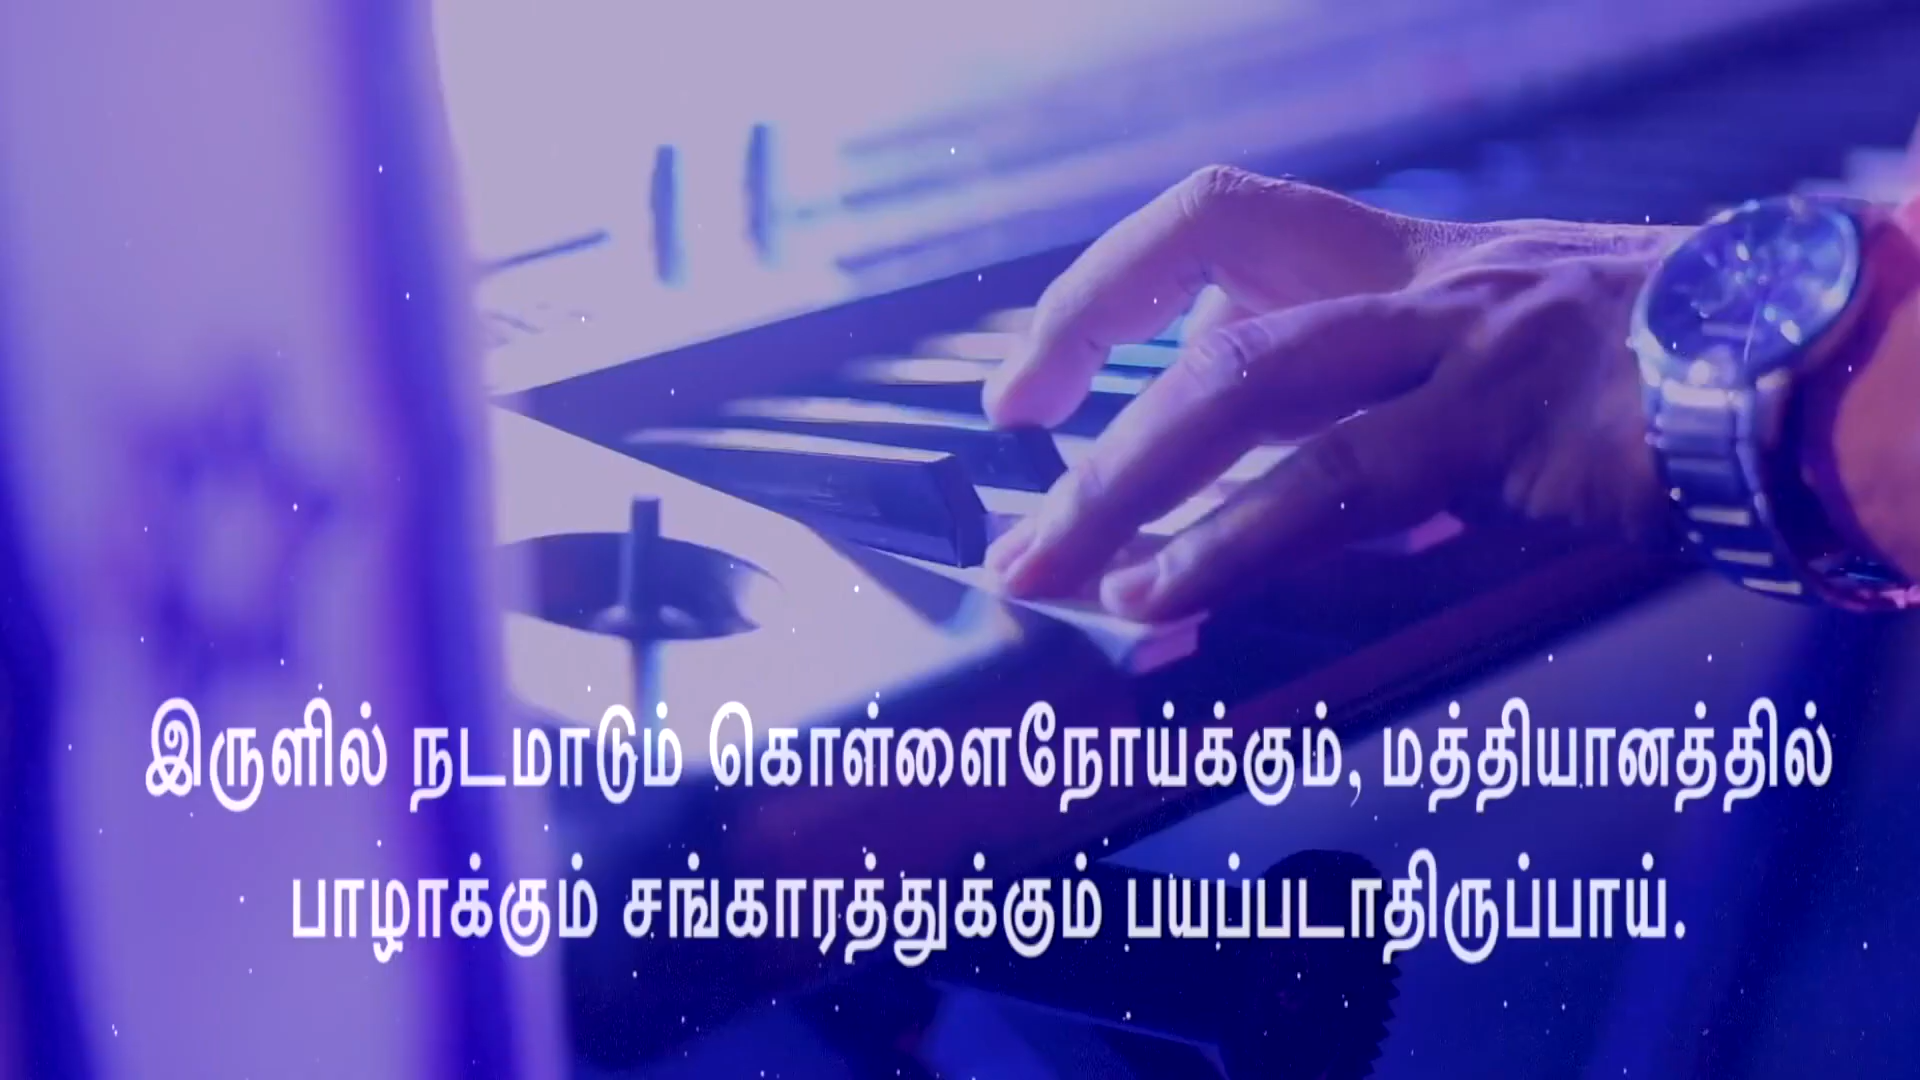 இருளில் நடமாடும் கொள்ளைநோய்க்கும், மத்தியானத்தில்
பாழாக்கும் சங்காரத்துக்கும் பயப்படாதிருப்பாய்.